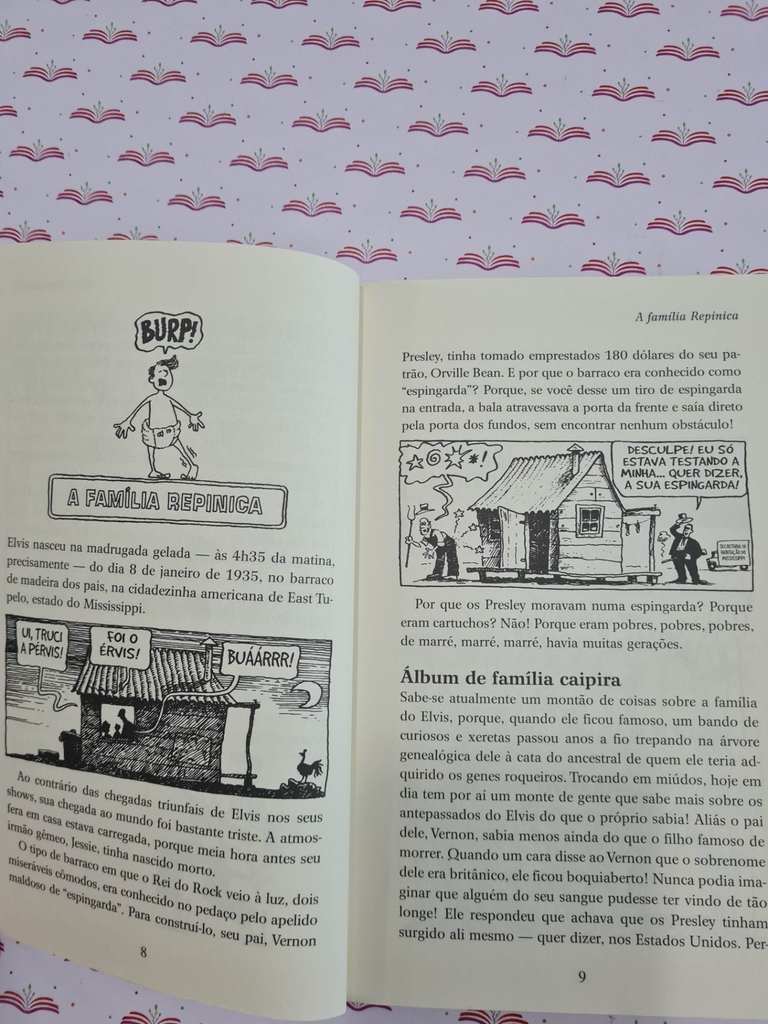 BURP!
A FAMÍLIA REPINICA
Elvis nasceu na madrugada gelada — às 4h35 da matina,
precisamente — do dia 8 de janeiro de 1935, no barraco
de madeira dos pais, na cidadezinha americana de East Tu-
pelo, estado do Mississippi.
UI, TRUCI
A PÉRVIS!
FOI O
ÉRVIS!
BUÁÁRRR!
Ao contrário das chegadas triunfais de Elvis nos seus
shows, sua chegada ao mundo foi bastante triste. A atmos-
fera em casa estava carregada, porque meia hora antes seu
irmão gêmeo, Jessie, tinha nascido morto.
O tipo de barraco em que o Rei do Rock veio à luz, dois
miseráveis cômodos, era conhecido no pedaço pelo apelido
maldoso de “espingarda”. Para construí-lo, seu pai, Vernon
8
A família Repinica
Presley, tinha tomado emprestados 180 dólares do seu pa-
trão, Orville Bean. E por que o barraco era conhecido como
“espingarda”? Porque, se você desse um tiro de espingarda
na entrada, a bala atravessava a porta da frente e saía direto
pela porta dos fundos, sem encontrar nenhum obstáculo!
DESCULPE! EU SÓ
ESTAVA TESTANDO A
MINHA... QUER DIZER,
A SUA ESPINGARDA!
SECRETARIA DE
HABITAÇÃO DO
MISSISSIPPI
Por que os Presley moravam numa espingarda? Porque
eram cartuchos? Não! Porque eram pobres, pobres, pobres,
de marré, marré, marré, havia muitas gerações.
Álbum de família caipira
Sabe-se atualmente um montão de coisas sobre a família
do Elvis, porque, quando ele ficou famoso, um bando de
curiosos e xeretas passou anos a fio trepando na árvore
genealógica dele à cata do ancestral de quem ele teria ad-
quirido os genes roqueiros. Trocando em miúdos, hoje em
dia tem por aí um monte de gente que sabe mais sobre os
antepassados do Elvis do que o próprio sabia! Aliás o pai
dele, Vernon, sabia menos ainda do que o filho famoso de
morrer. Quando um cara disse ao Vernon que o sobrenome
dele era britânico, ele ficou boquiaberto! Nunca podia ima-
ginar que alguém do seu sangue pudesse ter vindo de tão
longe! Ele respondeu que achava que os Presley tinham
surgido ali mesmo — quer dizer, nos Estados Unidos. Per-
9